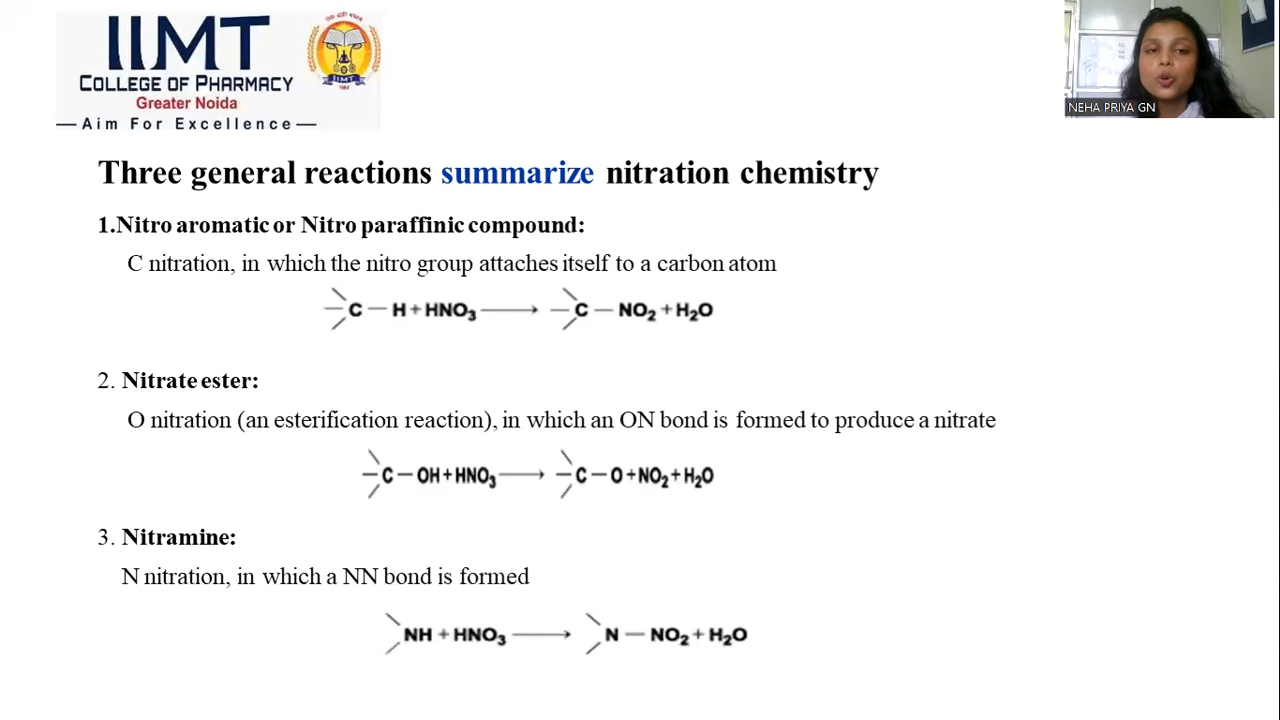 IIMT
COLLEGE OF PHARMACY
Greater Noida
—Aim For Excellence—
IIMT
NEHA PRIYA GN
Three general reactions summarize nitration chemistry
1.Nitro aromatic or Nitro paraffinic compound:
C nitration, in which the nitro group attaches itself to a carbon atom
C — H + HNO₃ ⟶ C — NO₂ + H₂O
2. Nitrate ester:
O nitration (an esterification reaction), in which an ON bond is formed to produce a nitrate
C — OH + HNO₃ ⟶ C — O + NO₂ + H₂O
3. Nitramine:
N nitration, in which a NN bond is formed
NH + HNO₃ ⟶ N — NO₂ + H₂O